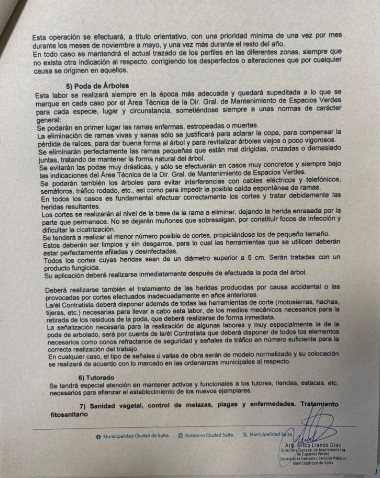 Esta operación se efectuará, a título orientativo, con una prioridad mínima de una vez por mes
durante los meses de noviembre a mayo, y una vez más durante el resto del año.
En todo caso se mantendrá el actual trazado de los perfiles en las diferentes zonas, siempre que
no exista otra indicación al respecto, corrigiendo los desperfectos o alteraciones que por cualquier
causa se originen en aquellos.
5) Poda de Árboles
Esta labor se realizará siempre en la época más adecuada y quedará supeditada a lo que se
marque en cada caso por el Área Técnica de la Dir. Gral. de Mantenimiento de Espacios Verdes
para cada especie, lugar y circunstancia, sometiéndose siempre a unas normas de carácter
general:
Se podarán en primer lugar las ramas enfermas, estropeadas o muertas.
La eliminación de ramas vivas y sanas sólo se justificará para aclarar la copa, para compensar la
pérdida de raíces, para dar buena forma al árbol y para revitalizar árboles viejos o poco vigorosos.
Se eliminarán perfectamente las ramas pequeñas que están mal dirigidas, cruzadas o demasiado
juntas, tratando de mantener la forma natural del árbol.
Se evitarán las podas muy drásticas, y sólo se efectuarán en casos muy concretos y siempre bajo
las indicaciones del Área Técnica de la Dir. Gral. de Mantenimiento de Espacios Verdes.
Se podarán también los árboles para evitar interferencias con cables eléctricos y telefónicos,
semáforos, tráfico rodado, etc., así como para impedir la posible caída espontánea de ramas.
En todos los casos es fundamental efectuar correctamente los cortes y tratar debidamente las
heridas resultantes.
Los cortes se realizarán al nivel de la base de la rama a eliminar, dejando la herida enrasada por la
parte que permanece. No se dejarán muñones que sobresalgan, por constituir focos de infección y
dificultar la cicatrización.
Se tenderá a realizar el menor número posible de cortes, propiciándose los de pequeño tamaño.
Estos deberán ser limpios y sin desgarros, para lo cual las herramientas que se utilicen deberán
estar perfectamente afiladas y desinfectadas.
Todos los cortes cuyas heridas sean de un diámetro superior a 5 cm. Serán tratadas con un
producto fungicida.
Su aplicación deberá realizarse inmediatamente después de efectuada la poda del árbol.
Deberá realizarse también el tratamiento de las heridas producidas por causa accidental o las
provocadas por cortes efectuados inadecuadamente en años anteriores.
La/él Contratista deberá disponer además de todas las herramientas de corte (motosierras, hachas,
tijeras, etc.) necesarias para llevar a cabo esta labor, de los medios mecánicos necesarios para la
retirada de los residuos de la poda, que deberá realizarse de forma inmediata.
La señalización necesaria para la realización de algunas labores y muy especialmente la de la
poda de arbolado, será por cuenta de la/él Contratista que deberá disponer de todos los elementos
necesarios como conos refractarios de seguridad y señales de tráfico en número suficiente para la
correcta realización del trabajo.
En cualquier caso, el tipo de señales o vallas de obra serán de modelo normalizado y su colocación
se realizará de acuerdo con lo mercado en las ordenanzas municipales al respecto.
6) Tutorado
Se tendrá especial atención en mantener activos y funcionales a los tutores, riendas, estacas, etc.
necesarios para afianzar el establecimiento de los nuevos ejemplares.
7) Sanidad vegetal, control de melazas, plagas y enfermedades. Tratamiento
fitosanitario
Municipalidad Ciudad de Salta
Gobierno Ciudad Salta
Municipalidad Salta
Arq. Erica Llanos Díaz
de Espacios Verdes
Municipalidad de Salta